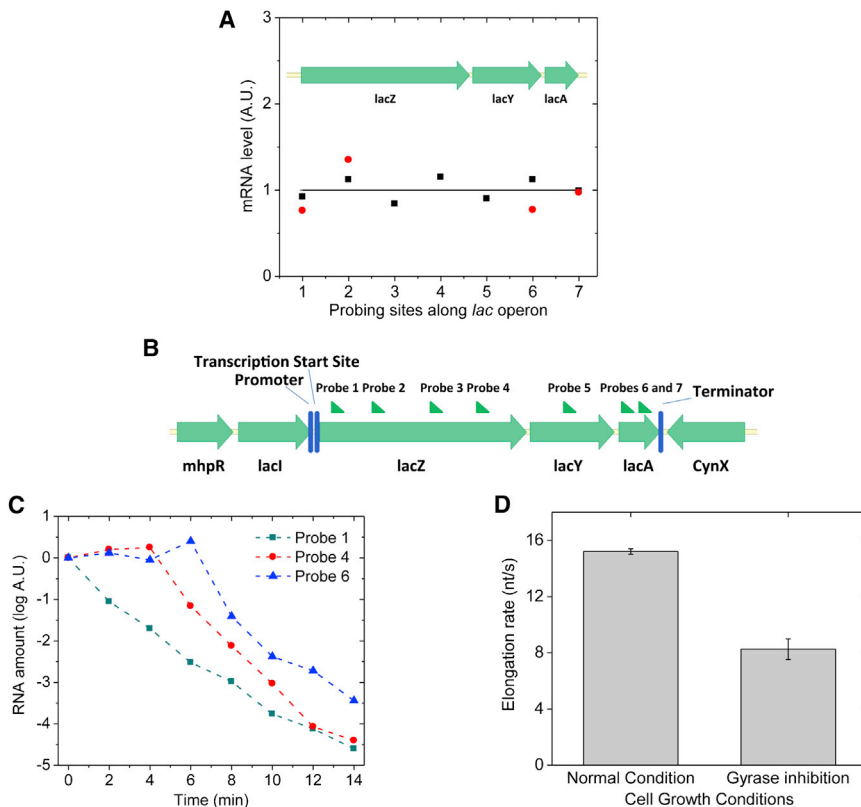 A
3
2
1
0
mRNA level (A.U.)
lacZ
lacY
lacA
1 2 3 4 5 6 7
Probing sites along lac operon
B
Transcription Start Site
Promoter
Probe 1 Probe 2
Probe 3 Probe 4
Probe 5
Probes 6 and 7
Terminator
mhpR
lacI
lacZ
lacY
lacA
CynX
C
1
0
-1
-2
-3
-4
-5
RNA amount (log A.U.)
Probe 1
Probe 4
Probe 6
0 2 4 6 8 10 12 14
Time (min)
D
16
12
8
4
0
Elongation rate (nt/s)
Normal Condition
Gyrase inhibition
Cell Growth Conditions